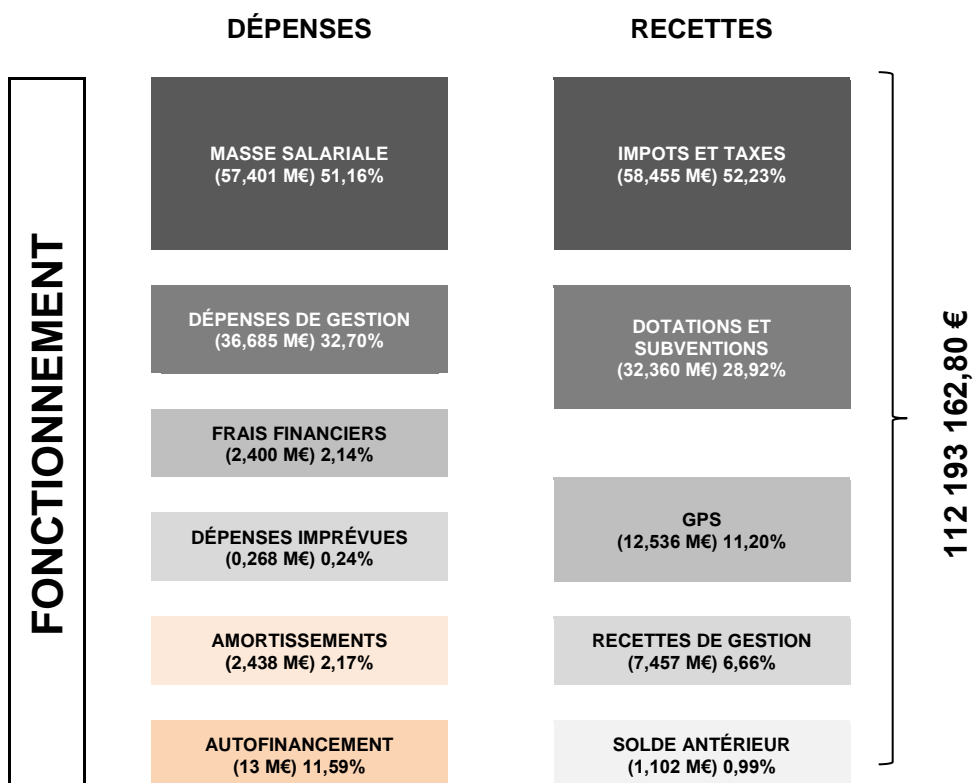 DÉPENSES
RECETTES
FONCTIONNEMENT
MASSE SALARIALE
(57,401 M€) 51,16%
DÉPENSES DE GESTION
(36,685 M€) 32,70%
FRAIS FINANCIERS
(2,400 M€) 2,14%
DÉPENSES IMPRÉVUES
(0,268 M€) 0,24%
AMORTISSEMENTS
(2,438 M€) 2,17%
AUTOFINANCEMENT
(13 M€) 11,59%
IMPOTS ET TAXES
(58,455 M€) 52,23%
DOTATIONS ET
SUBVENTIONS
(32,360 M€) 28,92%
GPS
(12,536 M€) 11,20%
RECETTES DE GESTION
(7,457 M€) 6,66%
SOLDE ANTÉRIEUR
(1,102 M€) 0,99%
112 193 162,80 €